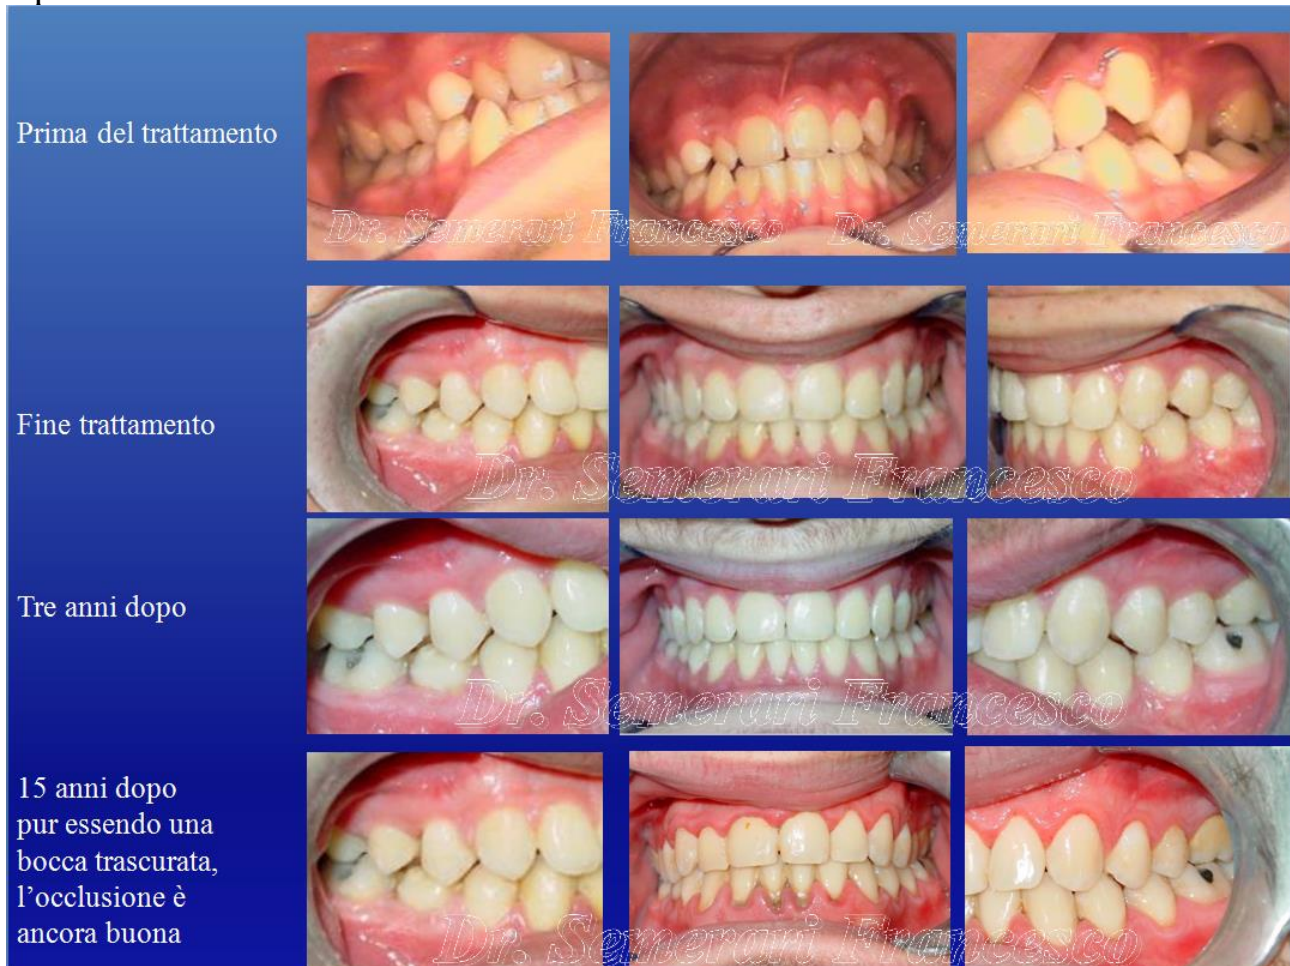 Prima del trattamento
Dr. Semerari Francesco
Dr. Semerari Francesco
Fine trattamento
Dr. Semerari Francesco
Tre anni dopo
Dr. Semerari Francesco
15 anni dopo
pur essendo una
bocca trascurata,
l’occlusione è
ancora buona
Dr. Semerari Francesco